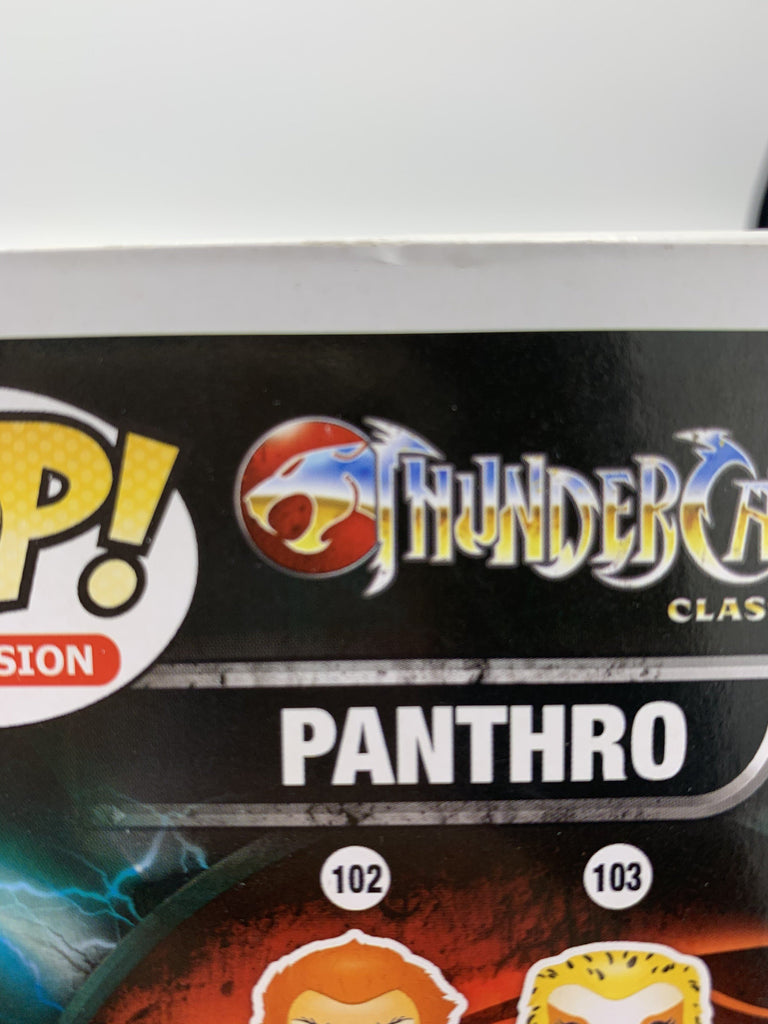 P!
SION
THUNDERCA
CLAS
PANTHRO
102
103